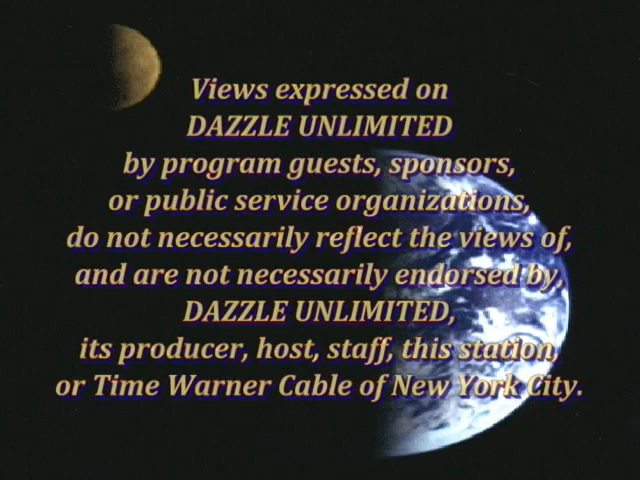 Views expressed on
DAZZLE UNLIMITED
by program guests, sponsors,
or public service organizations,
do not necessarily reflect the views of,
and are not necessarily endorsed by,
DAZZLE UNLIMITED,
its producer, host, staff, this station,
or Time Warner Cable of New York City.